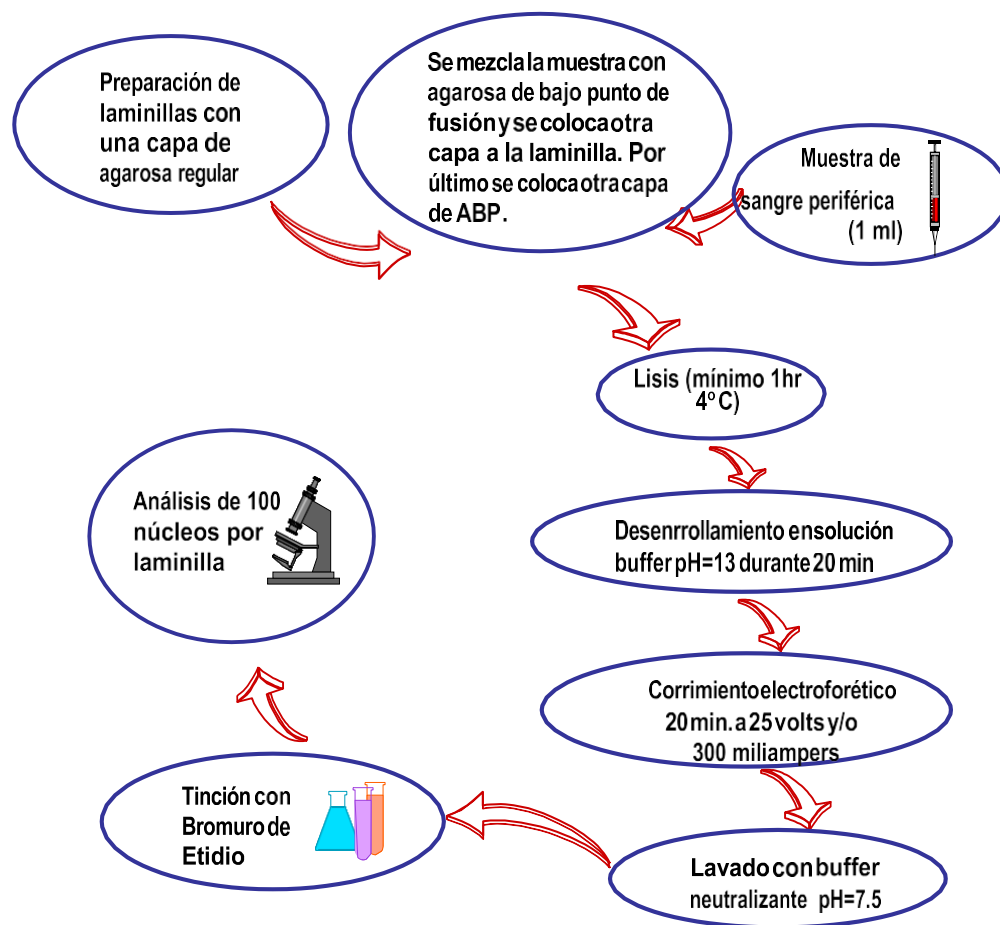 Preparación de
laminillas con
una capa de
agarosa regular
Se mezcla la muestra con
agarosa de bajo punto de
fusión y se coloca otra
capa a la laminilla. Por
último se coloca otra capa
de ABP.
Muestra de
sangre periférica
(1 ml)
Lisis (mínimo 1hr
4º C)
Desenrrollamiento en solución
buffer pH=13 durante 20 min
Corrimiento electroforético
20 min. a 25 volts y/o
300 miliampers
Lavado con buffer
neutralizante pH=7.5
Tinción con
Bromuro de
Etidio
Análisis de 100
núcleos por
laminilla